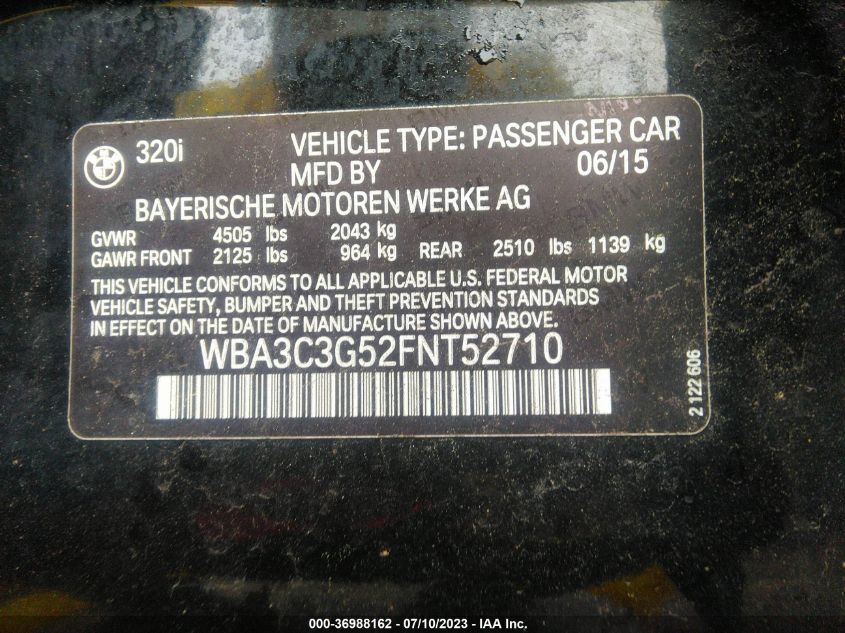 320i VEHICLE TYPE: PASSENGER CAR
MFD BY 06/15
BAYERISCHE MOTOREN WERKE AG
GVWR 4505 lbs 2043 kg
GAWR FRONT 2125 lbs 964 kg REAR 2510 lbs 1139 kg
THIS VEHICLE CONFORMS TO ALL APPLICABLE U.S. FEDERAL MOTOR
VEHICLE SAFETY, BUMPER AND THEFT PREVENTION STANDARDS
IN EFFECT ON THE DATE OF MANUFACTURE SHOWN ABOVE.
WBA3C3G52FNT52710
2 122 606
000-36988162 - 07/10/2023 - IAA Inc.